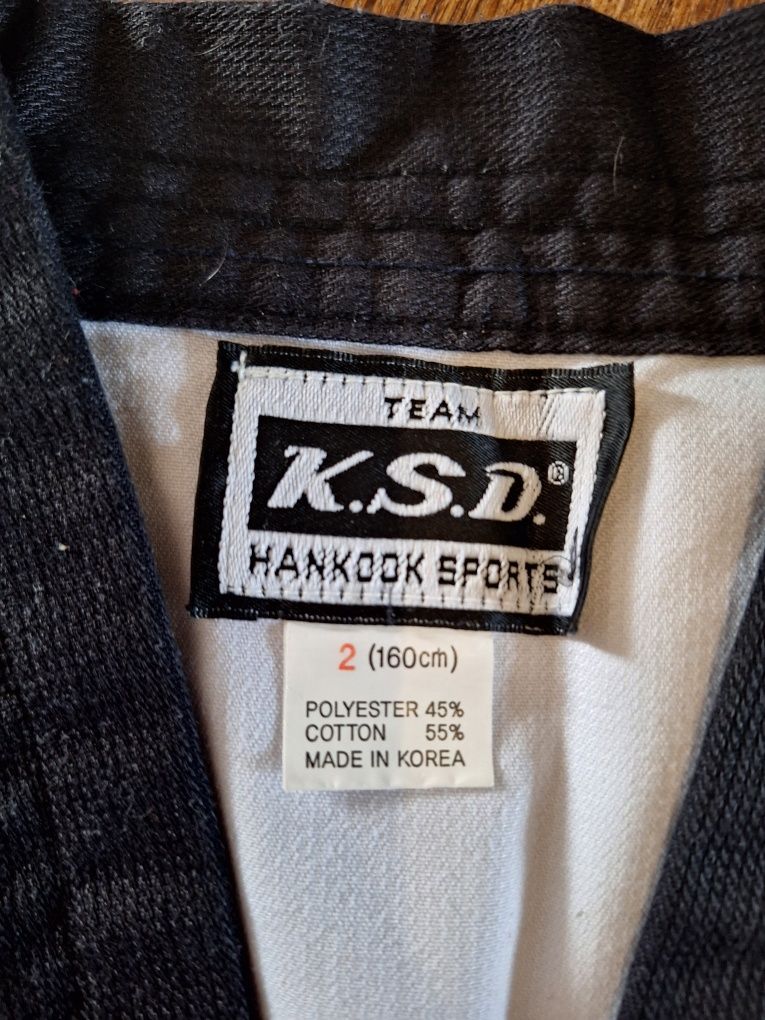 TEAM
K.S.D.®
HANKOOK SPORTS
2 (160cm)
POLYESTER 45%
COTTON 55%
MADE IN KOREA